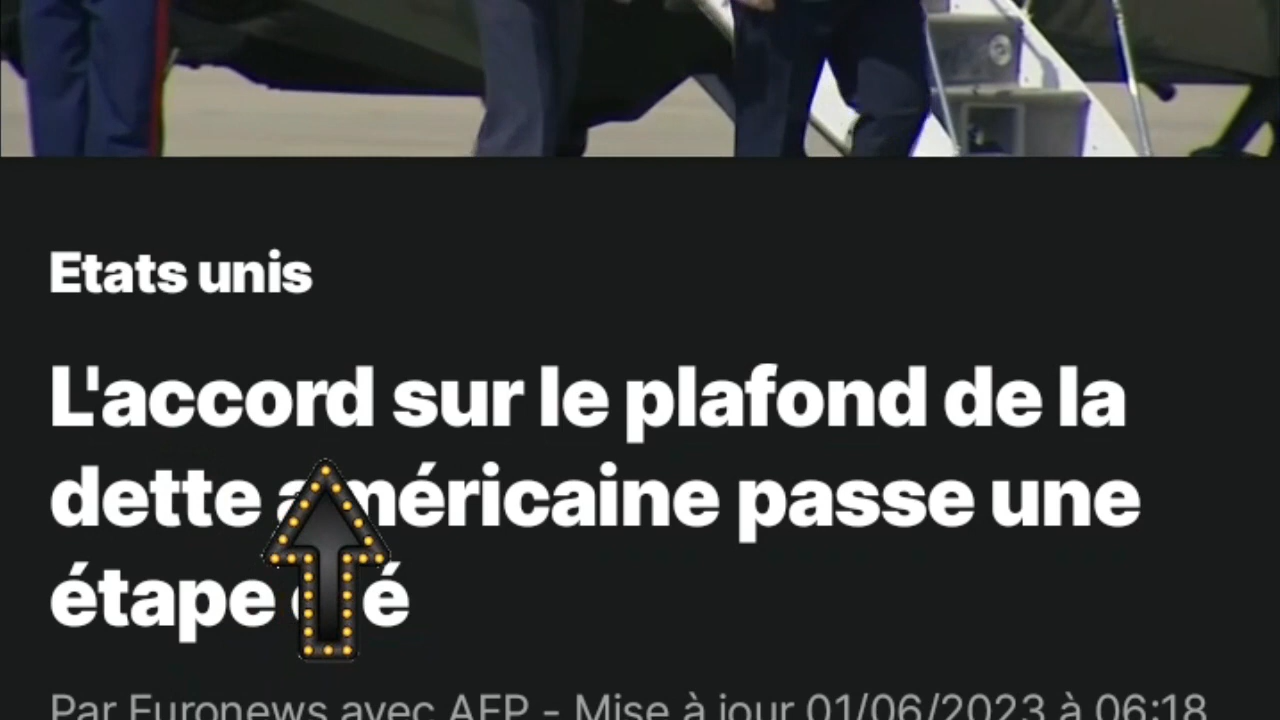 Etats unis
L'accord sur le plafond de la
dette américaine passe une
étape clé
Par Euronews avec AFP - Mise à jour 01/06/2023 à 06:18